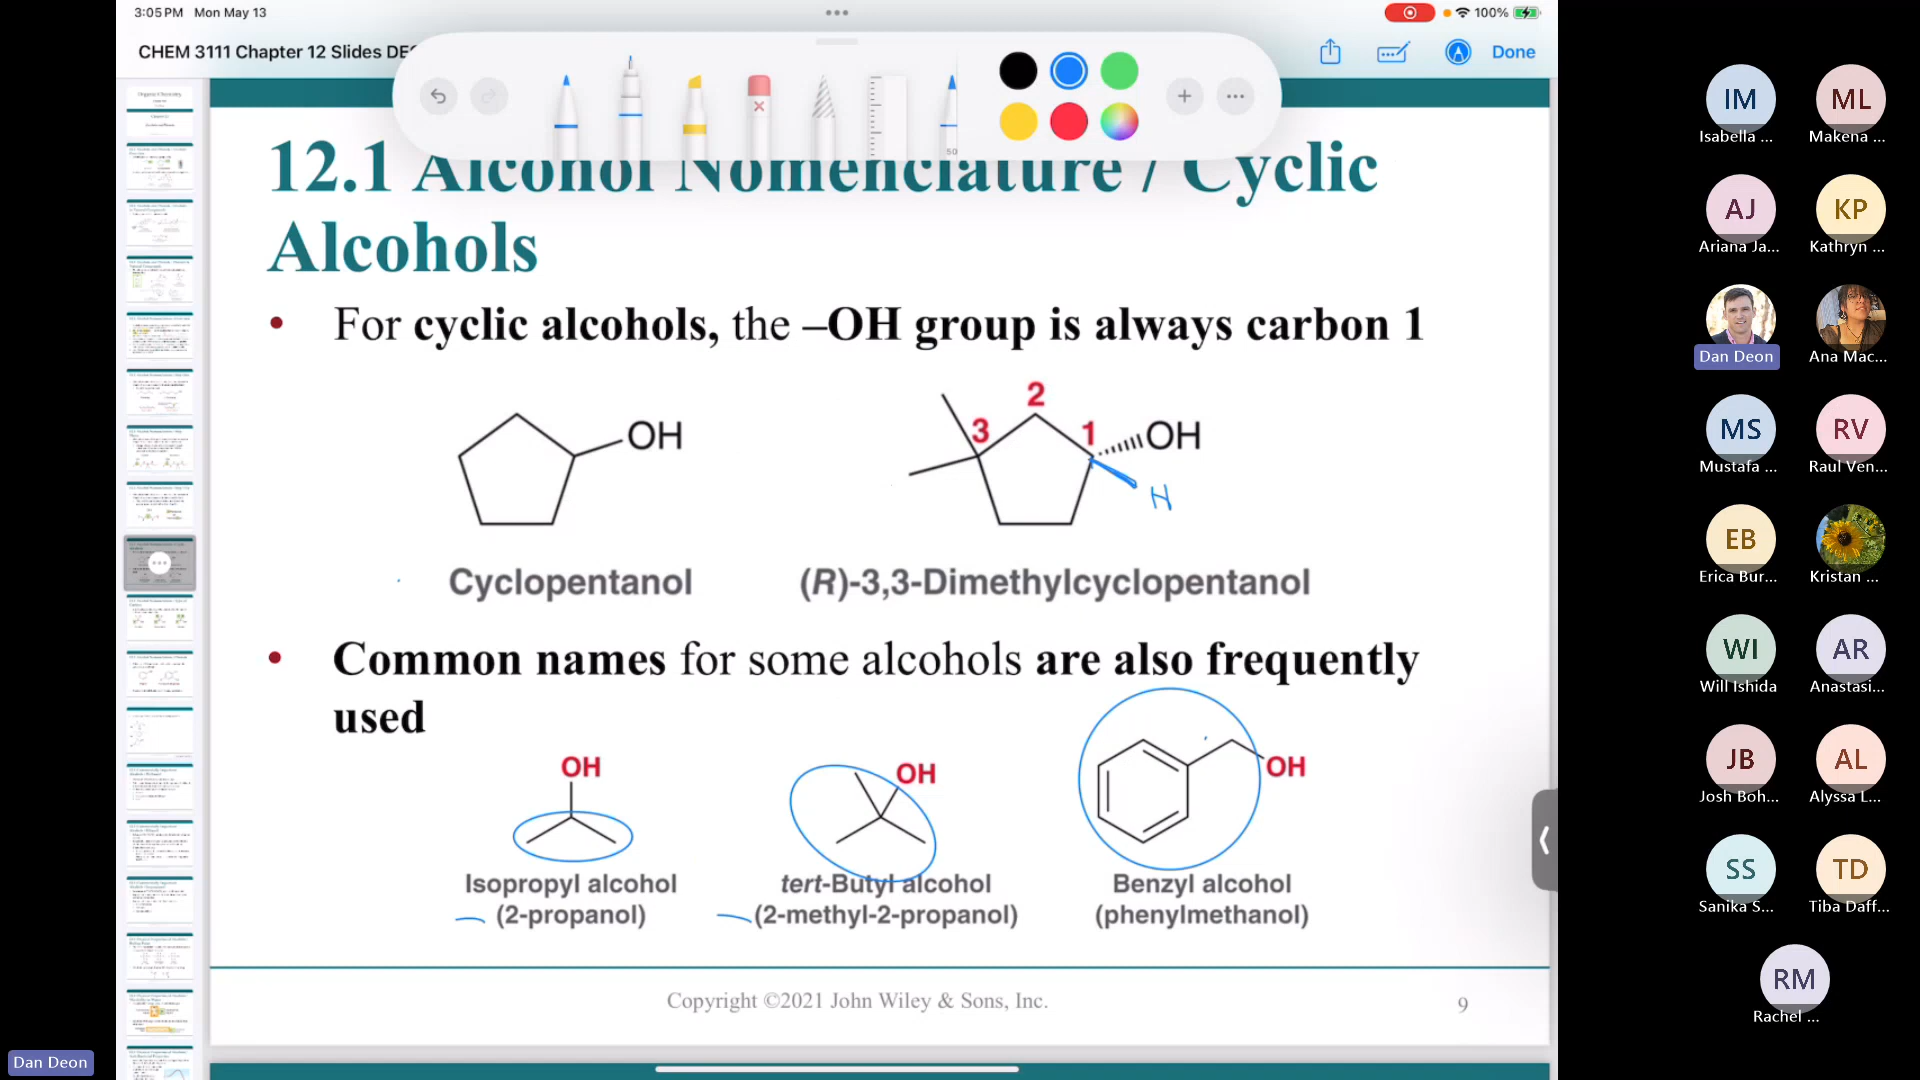 3:05 PM Mon May 13
100%
CHEM 3111 Chapter 12 Slides DE
Done
50
12.1 Alcohol Nomenclature / Cyclic
Alcohols
• For cyclic alcohols, the –OH group is always carbon 1
OH
3
2
1
OH
H
Cyclopentanol
(R)-3,3-Dimethylcyclopentanol
• Common names for some alcohols are also frequently
used
OH
OH
OH
Isopropyl alcohol
(2-propanol)
tert-Butyl alcohol
(2-methyl-2-propanol)
Benzyl alcohol
(phenylmethanol)
Copyright ©2021 John Wiley & Sons, Inc.
9
IM
Isabella ...
ML
Makena ...
AJ
Ariana Ja...
KP
Kathryn ...
Dan Deon
Ana Mac...
MS
Mustafa ...
RV
Raul Ven...
EB
Erica Bur...
Kristan ...
WI
Will Ishida
AR
Anastasi...
JB
Josh Boh...
AL
Alyssa L...
SS
Sanika S...
TD
Tiba Daff...
RM
Rachel ...
Dan Deon